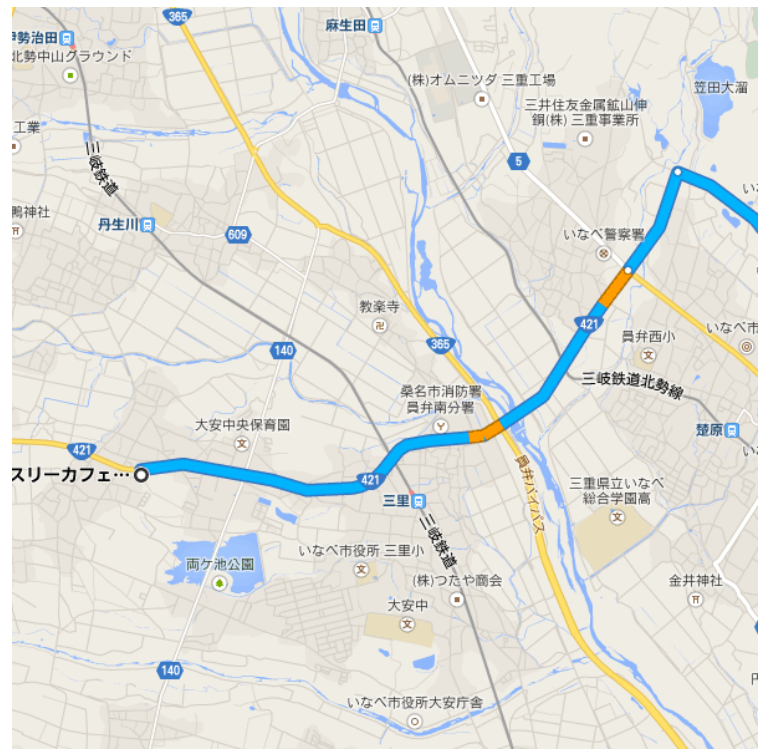 365
麻生田
伊勢治田
北勢中山グラウンド
(株)オムニツダ 三重工場
笠田大溜
三井住友金属鉱山伸
銅(株) 三重事業所
工業
三岐鉄道
5
いな
鴨神社
丹生川
609
いなべ警察署
教楽寺
421
員弁西小
いなべ市
365
140
三岐鉄道北勢線
桑名市消防署
員弁南分署
大安中央保育園
楚原
421
スリーカフェ…
421
員弁バイパス
三里
三重県立いなべ
総合学園高
三岐鉄道
両ケ池公園
いなべ市役所 三里小
(株)つたや商会
金井神社
大安中
140
いなべ市役所大安庁舎